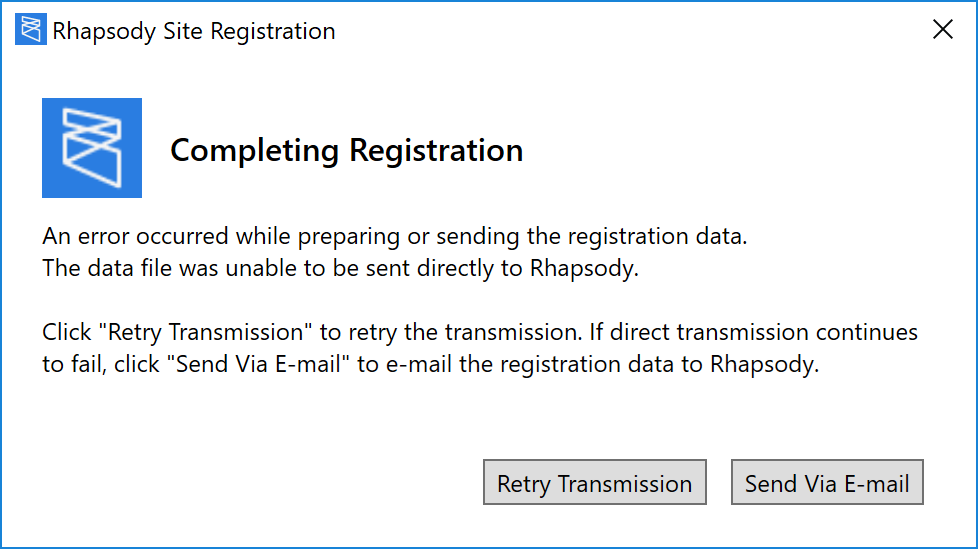 Rhapsody Site Registration
Completing Registration
An error occurred while preparing or sending the registration data.
The data file was unable to be sent directly to Rhapsody.
Click "Retry Transmission" to retry the transmission. If direct transmission continues
to fail, click "Send Via E-mail" to e-mail the registration data to Rhapsody.
Retry Transmission
Send Via E-mail